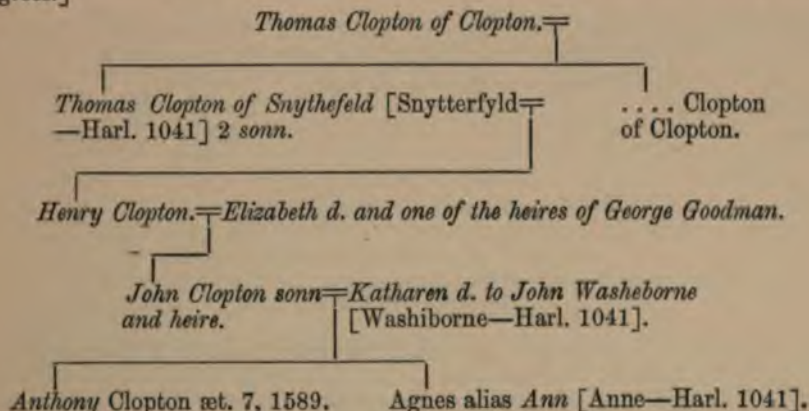 Thomas Clopton of Clopton.
Thomas Clopton of Snythefeld [Snytterfyld
—Harl. 1041] 2 sonn.
.... Clopton
of Clopton.
Henry Clopton. Elizabeth d. and one of the heires of George Goodman.
John Clopton sonn
and heire.
Katharen d. to John Washeborne
[Washiborne—Harl. 1041].
Anthony Clopton æt. 7, 1589. Agnes alias Ann [Anne—Harl. 1041].